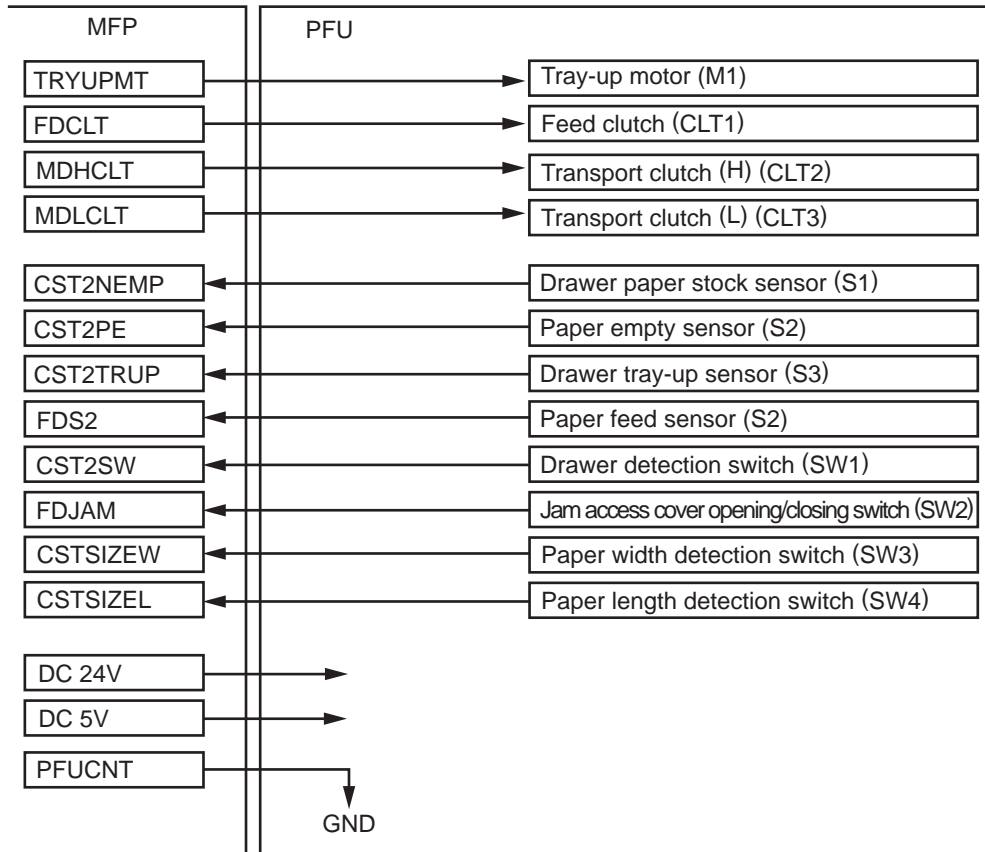 MFP PFU
TRYUPMT Tray-up motor (M1)
FDCLT Feed clutch (CLT1)
MDHCLT Transport clutch (H) (CLT2)
MDLCLT Transport clutch (L) (CLT3)
CST2NEMP Drawer paper stock sensor (S1)
CST2PE Paper empty sensor (S2)
CST2TRUP Drawer tray-up sensor (S3)
FDS2 Paper feed sensor (S2)
CST2SW Drawer detection switch (SW1)
FDJAM Jam access cover opening/closing switch (SW2)
CSTSIZEW Paper width detection switch (SW3)
CSTSIZEL Paper length detection switch (SW4)
DC 24V
DC 5V
PFUCNT
GND